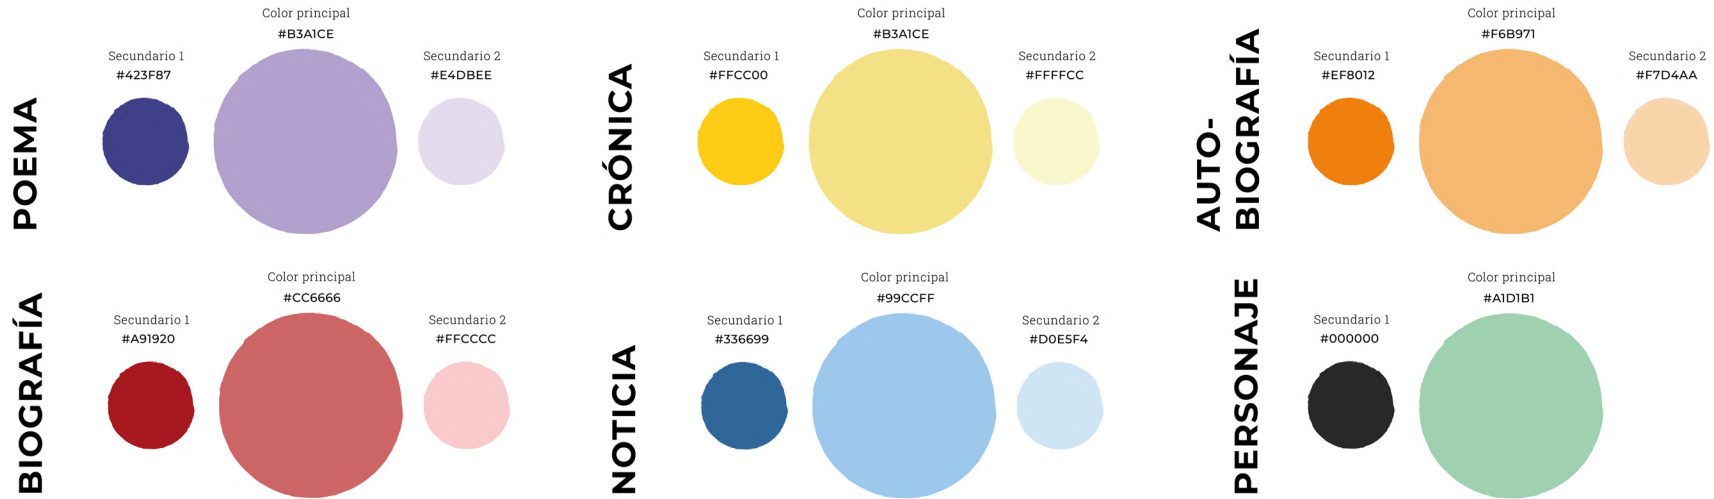 POEMA
Color principal
#B3A1CE
Secundario 1
#423F87
Secundario 2
#E4DBEE
CRÓNICA
Color principal
#B3A1CE
Secundario 1
#FFCC00
Secundario 2
#FFFFCC
AUTO-
BIOGRAFÍA
Color principal
#F6B971
Secundario 1
#EF8012
Secundario 2
#F7D4AA
BIOGRAFÍA
Color principal
#CC6666
Secundario 1
#A91920
Secundario 2
#FFCCCC
NOTICIA
Color principal
#99CCFF
Secundario 1
#336699
Secundario 2
#D0E5F4
PERSONAJE
Color principal
#A1D1B1
Secundario 1
#000000